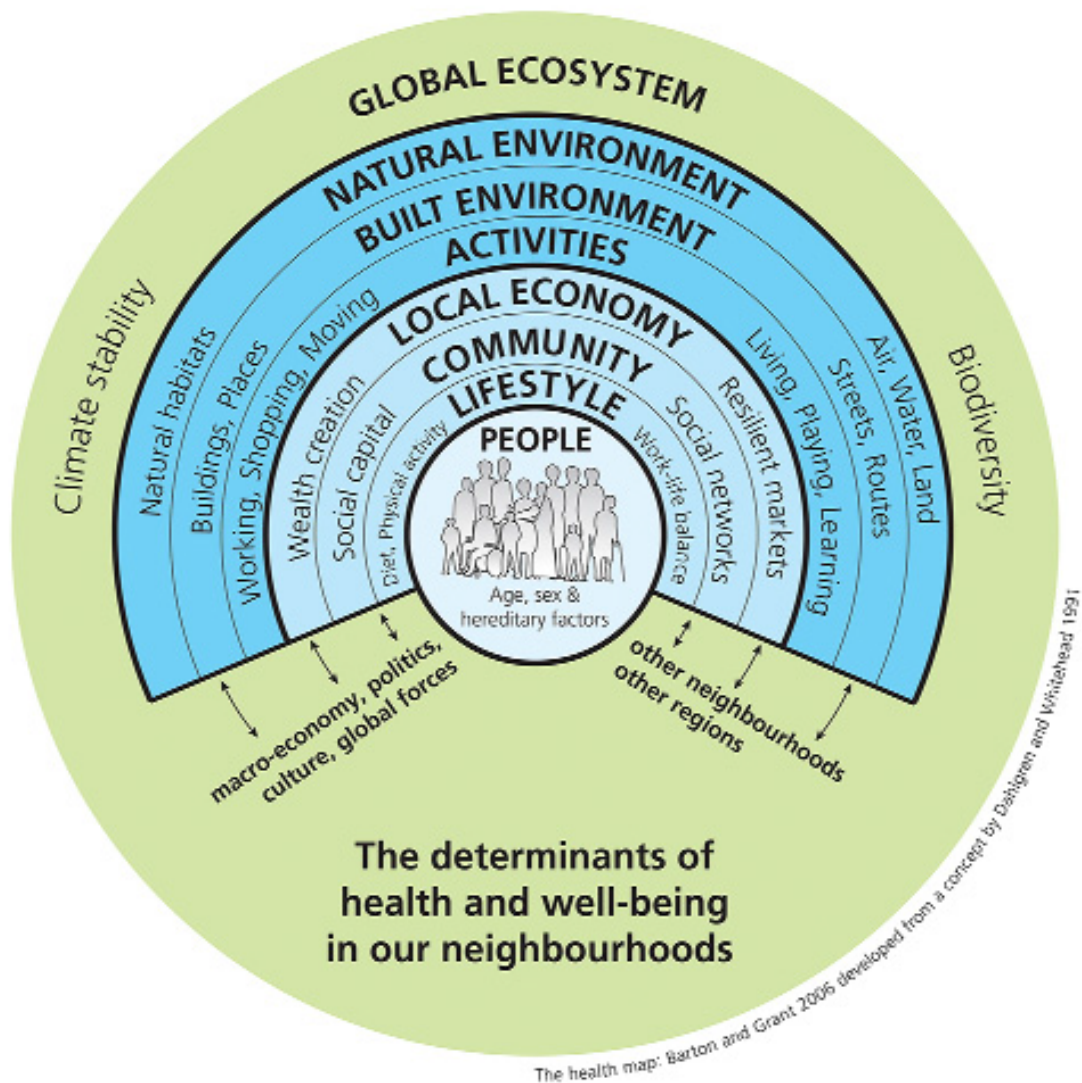 GLOBAL ECOSYSTEM
NATURAL ENVIRONMENT
BUILT ENVIRONMENT
ACTIVITIES
LOCAL ECONOMY
COMMUNITY
LIFESTYLE
PEOPLE
Age, sex &
hereditary factors
Climate stability
Natural habitats
Buildings, Places
Working, Shopping, Moving
Wealth creation
Social capital
Diet, Physical activity
Work-life balance
Social networks
Resilient markets
Living, Playing, Learning
Streets, Routes
Air, Water, Land
Biodiversity
macro-economy, politics,
culture, global forces
other neighbourhoods
other regions
The determinants of
health and well-being
in our neighbourhoods
The health map: Barton and Grant 2006 developed from a concept by Dahlgren and Whitehead 1991